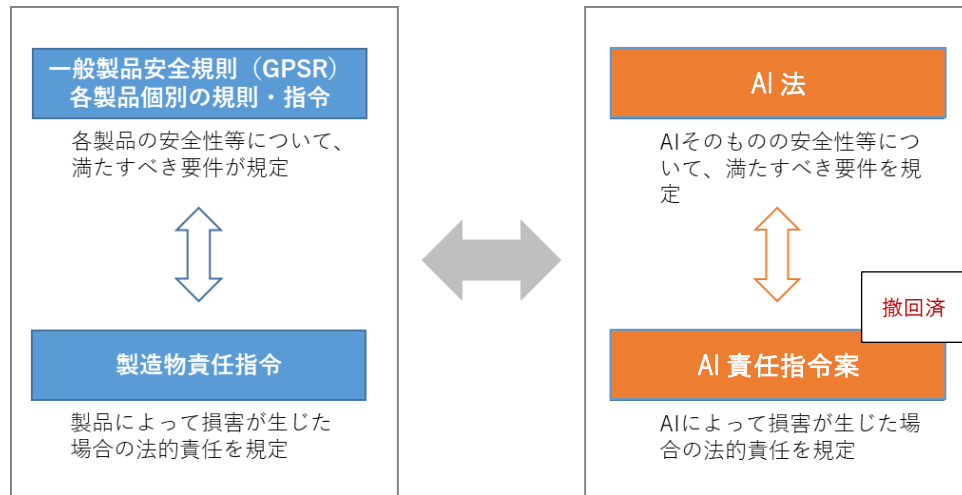 一般製品安全規則（GPSR）
各製品個別の規則・指令
各製品の安全性等について、
満たすべき要件が規定
製造物責任指令
製品によって損害が生じた
場合の法的責任を規定
AI 法
AIそのものの安全性等につ
いて、満たすべき要件を規
定
撤回済
AI 責任指令案
AIによって損害が生じた場
合の法的責任を規定